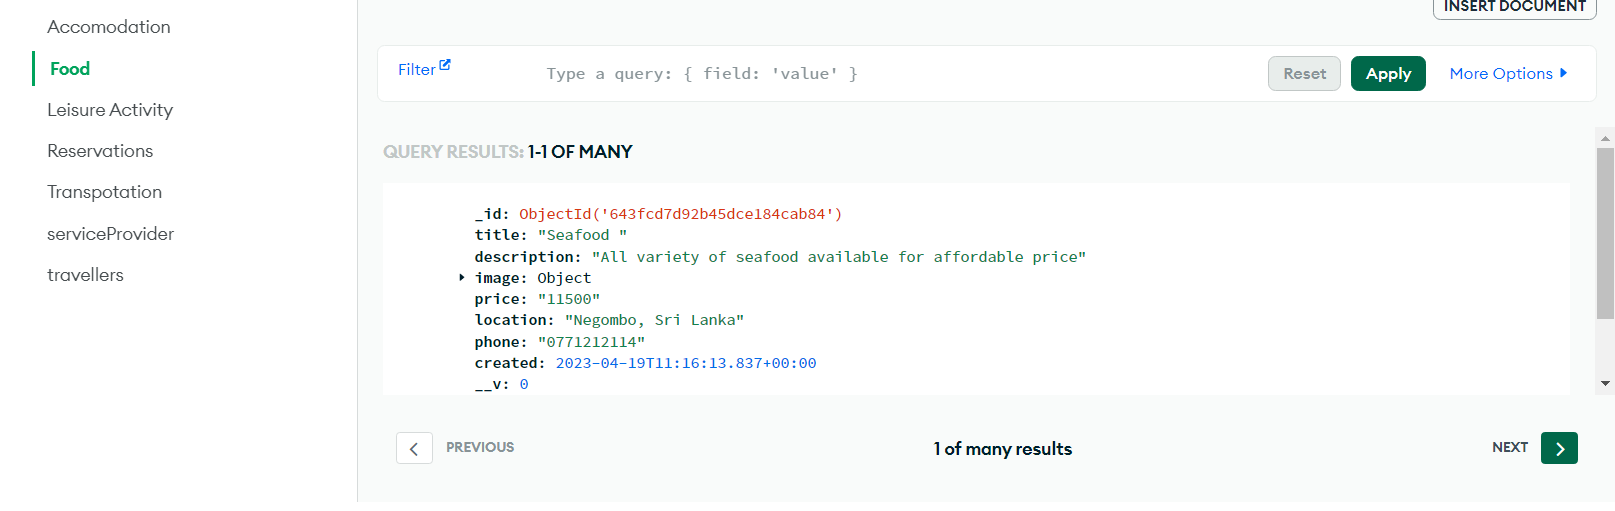 Accomodation
Food
Leisure Activity
Reservations
Transpotation
serviceProvider
travellers
INSERT DOCUMENT
Filter
Type a query: { field: 'value' }
Reset
Apply
More Options
QUERY RESULTS: 1-1 OF MANY
_id: ObjectId('643fcd7d92b45dce184cab84')
title: "Seafood "
description: "All variety of seafood available for affordable price"
image: Object
price: "11500"
location: "Negombo, Sri Lanka"
phone: "0771212114"
created: 2023-04-19T11:16:13.837+00:00
__v: 0
PREVIOUS
1 of many results
NEXT